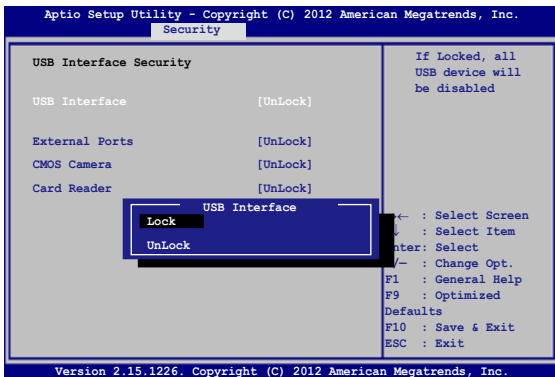 Aptio Setup Utility - Copyright (C) 2012 American Megatrends, Inc.
Security
USB Interface Security
USB Interface [UnLock]
External Ports [UnLock]
CMOS Camera [UnLock]
Card Reader [UnLock]
USB Interface
Lock
UnLock
If Locked, all
USB device will
be disabled
→← : Select Screen
↓ : Select Item
nter: Select
/— : Change Opt.
F1 : General Help
F9 : Optimized
Defaults
F10 : Save & Exit
ESC : Exit
Version 2.15.1226. Copyright (C) 2012 American Megatrends, Inc.